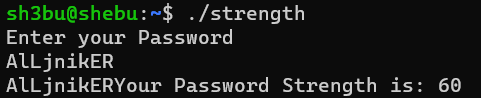 sh3bu@shebu:~$ ./strength
Enter your Password
AlLjnikER
AlLjnikERYour Password Strength is: 60